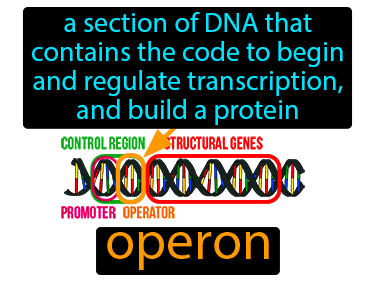 a section of DNA that
contains the code to begin
and regulate transcription,
and build a protein
CONTROL REGION STRUCTURAL GENES
PROMOTER OPERATOR
operon